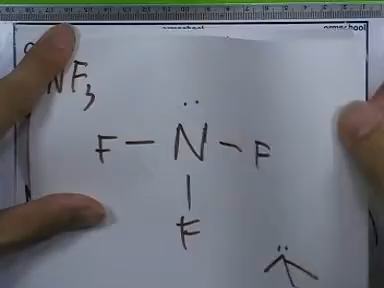 NF₃
..
F - N - F
|
F
..